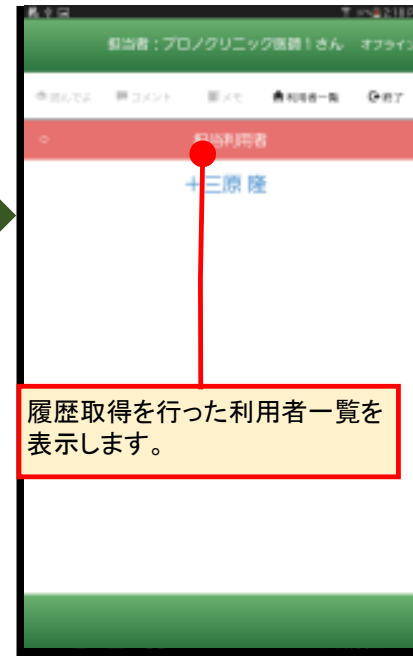 担当者：プロノクリニック医師1さん オフライン
読んでよ コメント メモ 利用者一覧 終了
担当利用者
＋三原 隆
履歴取得を行った利用者一覧を
表示します。